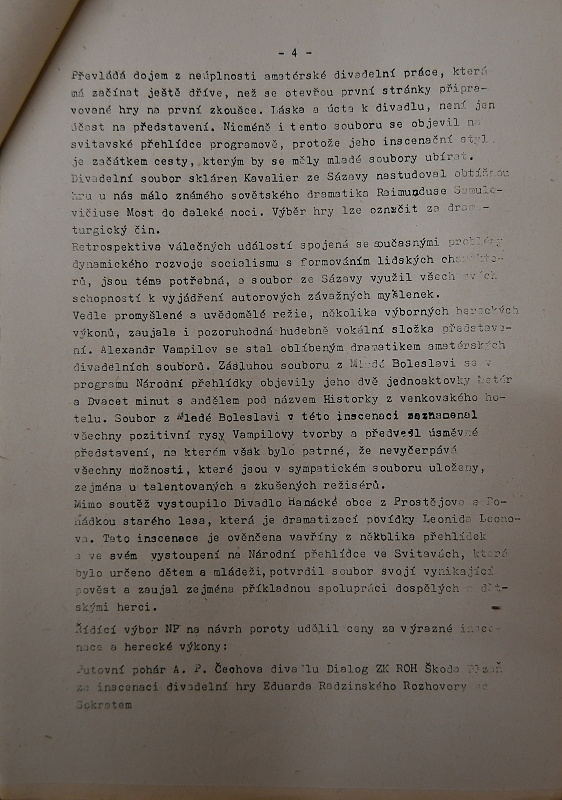 - 4 -
Převládá dojem z neúplnosti amatérské divadelní práce, která
má začínat ještě dříve, než se otevřou první stránky připra-
vované hry na první zkoušce. Láska a úcta k divadlu, není jen
účast na představení. Nicméně i tento souboru se objevil na
svitavské přehlídce programově, protože jeho inscenační styl
je začátkem cesty, kterým by se měly mladé soubory ubírat.
Divadelní soubor skláren Kavalier ze Sázavy nastudoval obtížnou
hru u nás málo známého sovětského dramatika Raimunduse Samule-
vičiuse Most do daleké noci. Výběr hry lze označit za drama-
turgický čin.
Retrospektiva válečných událostí spojená se současnými problémy
dynamického rozvoje socialismu s formováním lidských charakte-
rů, jsou téma potřebná, a soubor ze Sázavy využil všech svých
schopností k vyjádření autorových závažných myšlenek.
Vedle promyšlené a uvědomělé režie, několika výborných hereckých
výkonů, zaujala i pozoruhodná hudebně vokální složka představe-
ní. Alexandr Vampilov se stal oblíbeným dramatikem amatérských
divadelních souborů. Zásluhou souboru z Mladé Boleslavi se v
programu Národní přehlídky objevily jeho dvě jednoaktovky Metér
a Dvacet minut s andělem pod názvem Historky z venkovského ho-
telu. Soubor z Mladé Boleslavi v této inscenaci zaznamenal
všechny pozitivní rysy Vampilovy tvorby a předvedl úsměvné
představení, na kterém však bylo patrné, že nevyčerpává
všechny možnosti, které jsou v sympatickém souboru uloženy,
zejména u talentovaných a zkušených režisérů.
Mimo soutěž vystoupilo Divadlo Hanácké obce z Prostějova s Po-
hádkou starého lesa, která je dramatizací povídky Leonida Leono-
va. Tato inscenace je ověnčena vavříny z někblika přehlídek
a ve svém vystoupení na Národní přehlídce ve Svitavách, které
bylo určeno dětem a mládeži, potvrdil soubor svojí vynikající
pověst a zaujal zejména příkladnou spolupráci dospělých s dět-
skými herci.
Řídící výbor NP na návrh poroty udělil ceny za výrazné insce-
nace a herecké výkony:
Putovní pohár A. P. Čechova divadlu Dialog ZK ROH Škoda Plzeň
za inscenaci divadelní hry Eduarda Radzinského Rozhovory se
Sokratem